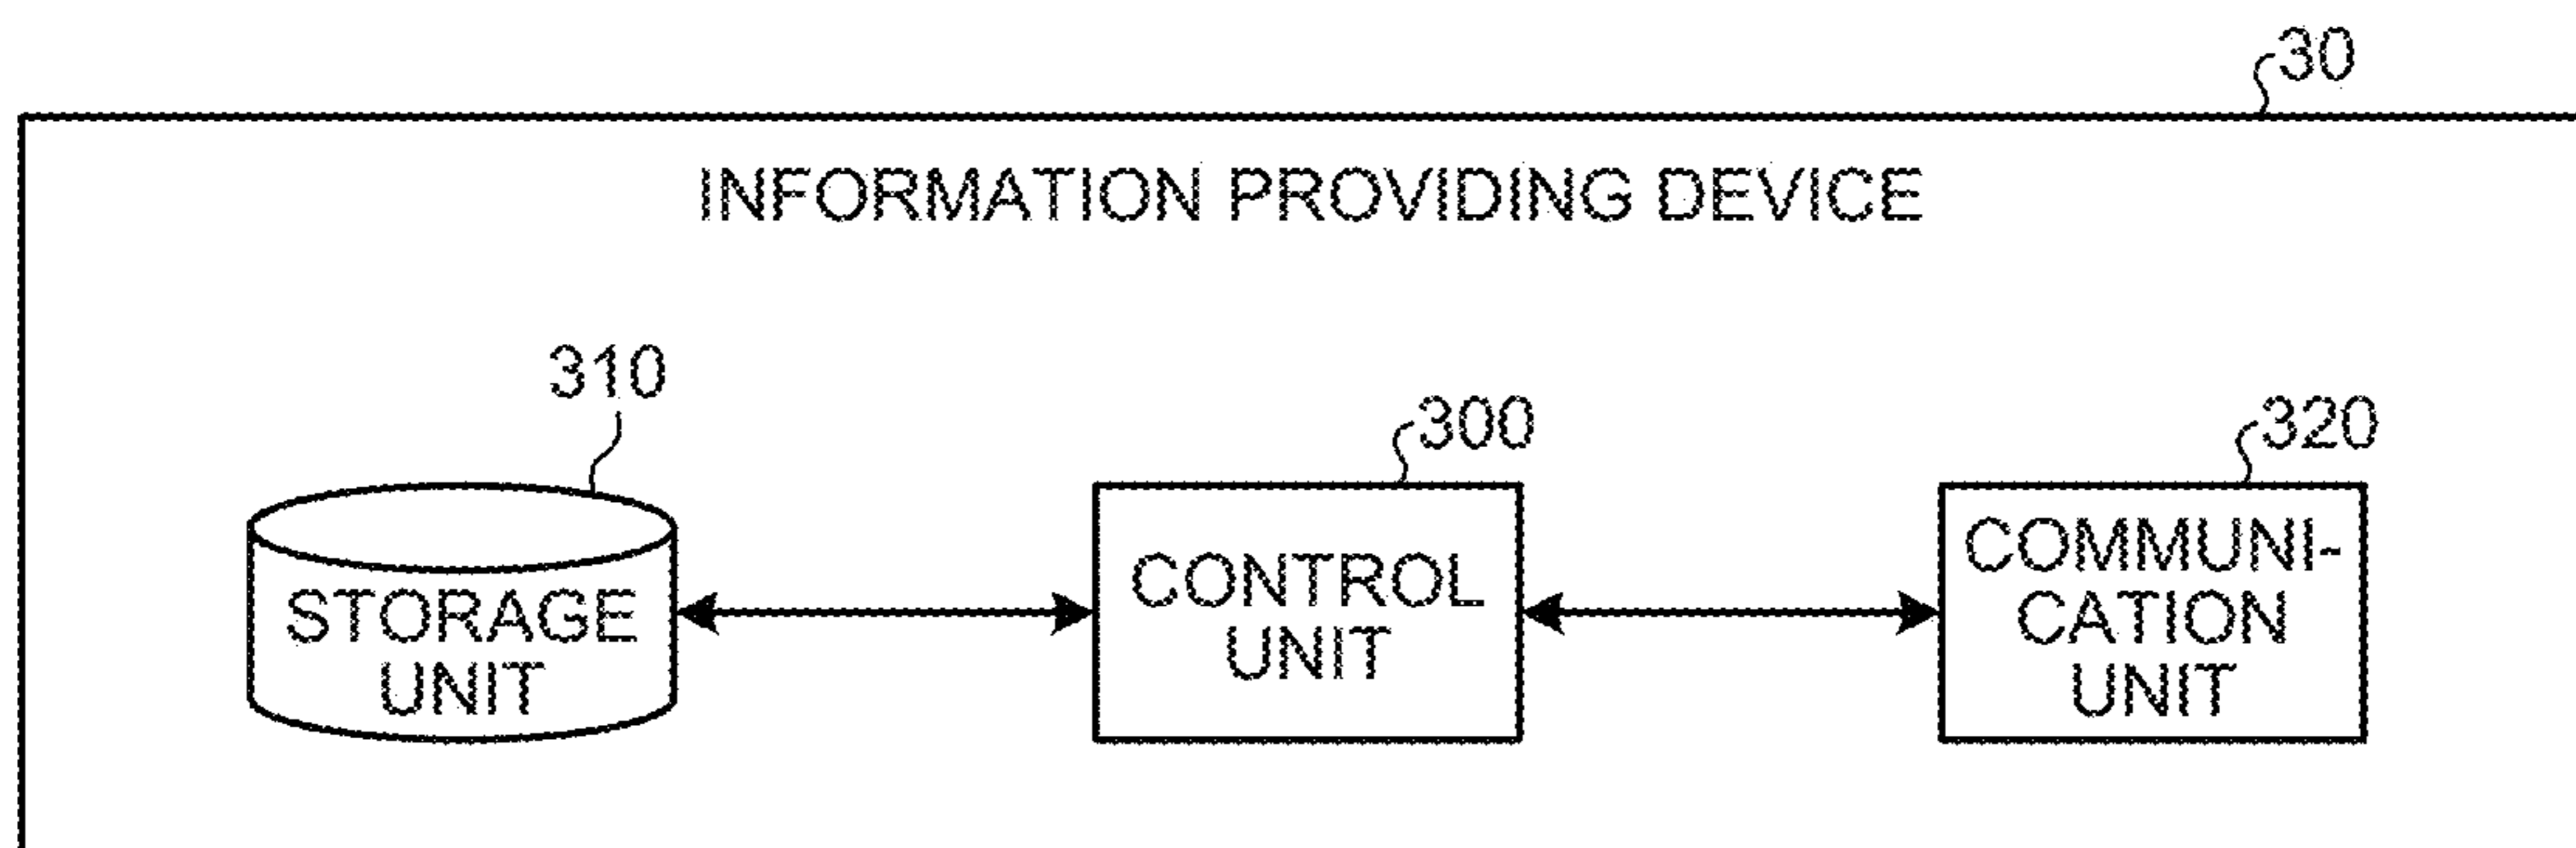 30
INFORMATION PROVIDING DEVICE
310
300
320
STORAGE
UNIT
CONTROL
UNIT
COMMUNI-
CATION
UNIT